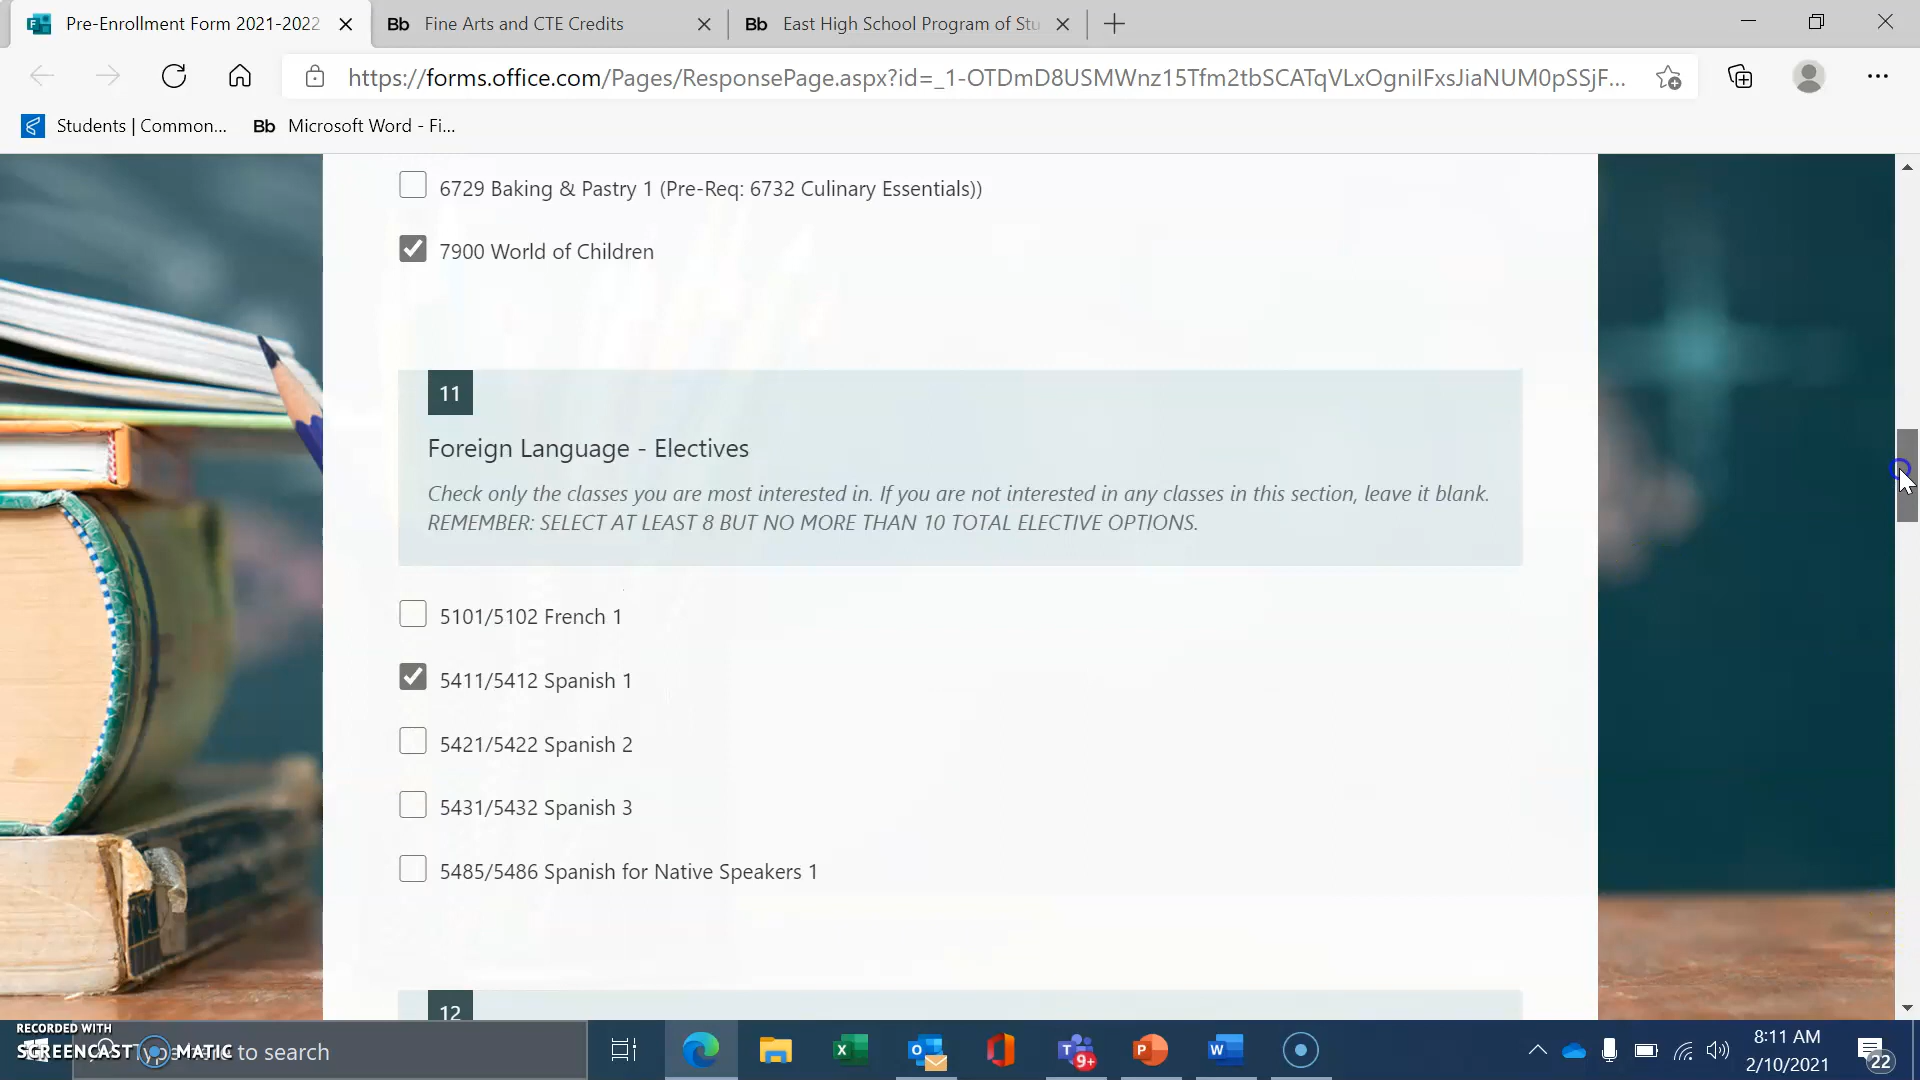 Pre-Enrollment Form 2021-2022
Bb Fine Arts and CTE Credits
Bb East High School Program of Stu
https://forms.office.com/Pages/ResponsePage.aspx?id=_1-OTDmD8USMWnz15Tfm2tbSCATqVLxOgniIFxsJiaNUM0pSSjF...
Students | Common...
Bb Microsoft Word - Fi...
6729 Baking & Pastry 1 (Pre-Req: 6732 Culinary Essentials))
7900 World of Children
11
Foreign Language - Electives
Check only the classes you are most interested in. If you are not interested in any classes in this section, leave it blank.
REMEMBER: SELECT AT LEAST 8 BUT NO MORE THAN 10 TOTAL ELECTIVE OPTIONS.
5101/5102 French 1
5411/5412 Spanish 1
5421/5422 Spanish 2
5431/5432 Spanish 3
5485/5486 Spanish for Native Speakers 1
12
RECORDED WITH
SCREENCAST MATIC
to search
9+
8:11 AM
2/10/2021
22